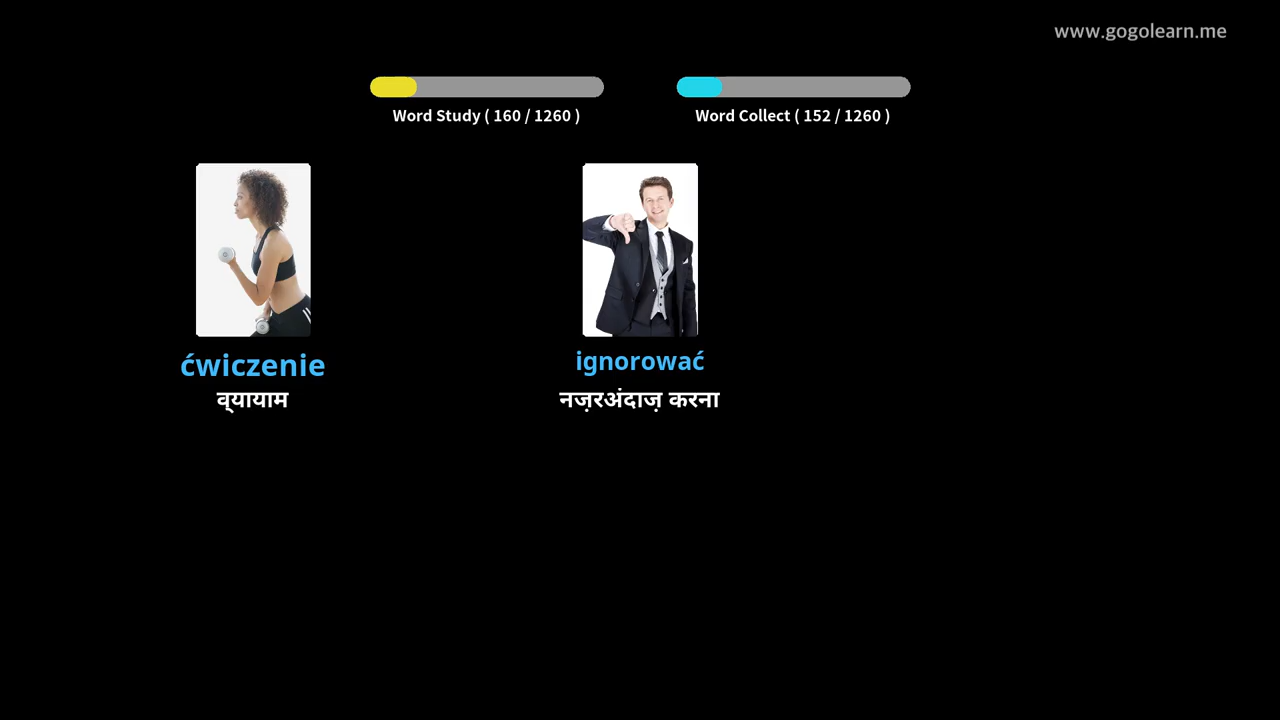 www.gogolearn.me
Word Study ( 160 / 1260 )
Word Collect ( 152 / 1260 )
ćwiczenie
व्यायाम
ignorować
नज़रअंदाज़ करना